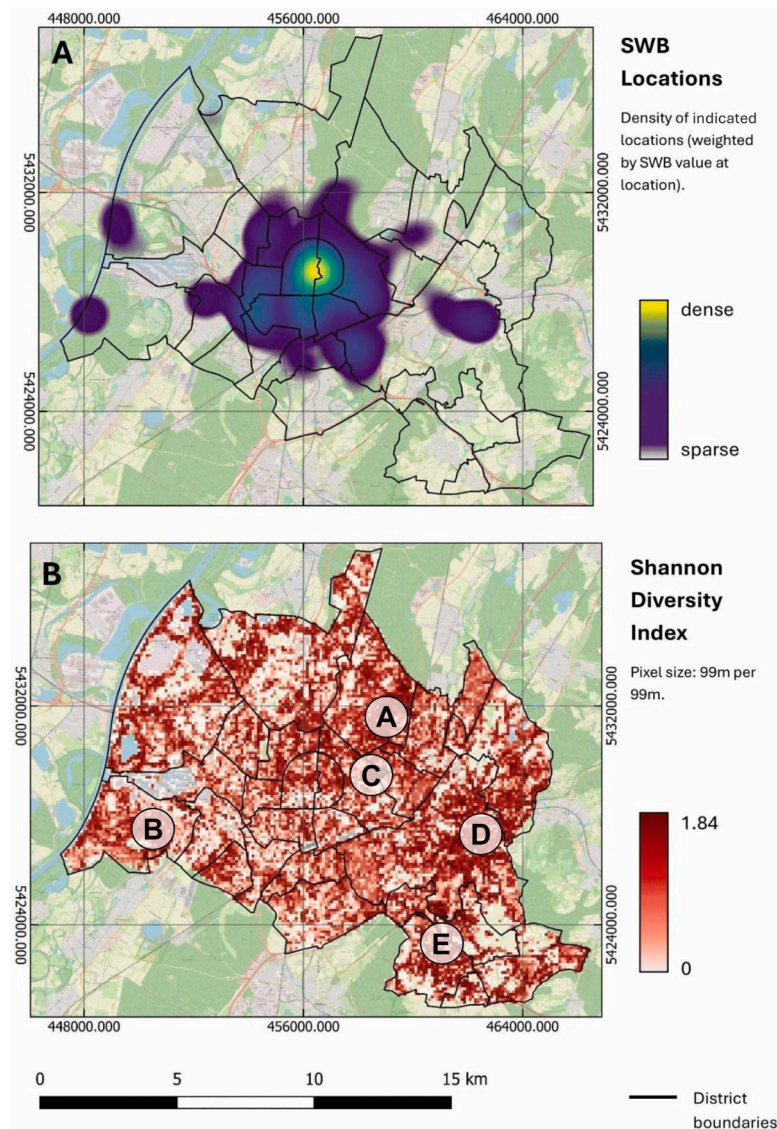 448000.000 456000.000 464000.000
A
5432000.000
5424000.000
5432000.000
5424000.000
SWB
Locations
Density of indicated
locations (weighted
by SWB value at
location).
dense
sparse
B
5432000.000
5424000.000
A
C
B
D
E
5432000.000
5424000.000
448000.000 456000.000 464000.000
Shannon
Diversity
Index
Pixel size: 99m per
99m.
1.84
0
0 5 10 15 km
District
boundaries